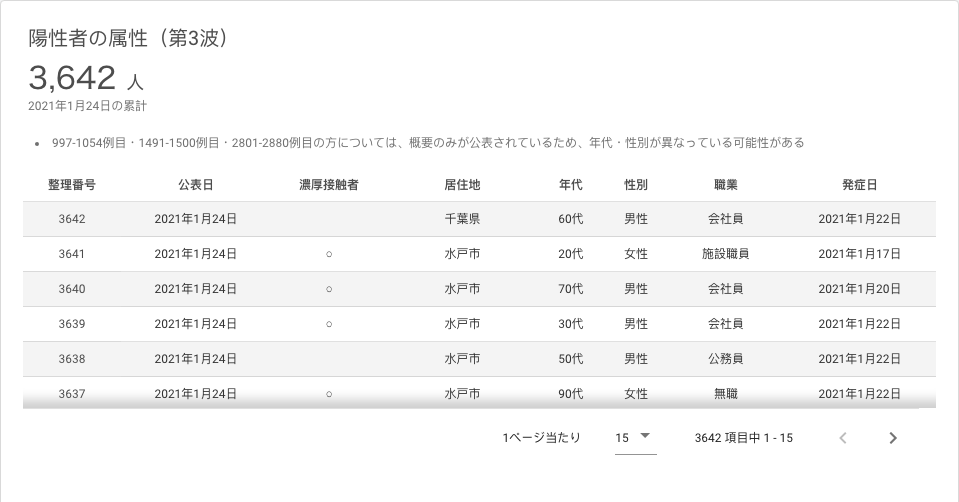 陽性者の属性（第3波）
3,642 人
2021年1月24日の累計
• 997-1054例目・1491-1500例目・2801-2880例目の方については、概要のみが公表されているため、年代・性別が異なっている可能性がある
整理番号 公表日 濃厚接触者 居住地 年代 性別 職業 発症日
3642 2021年1月24日 千葉県 60代 男性 会社員 2021年1月22日
3641 2021年1月24日 ○ 水戸市 20代 女性 施設職員 2021年1月17日
3640 2021年1月24日 ○ 水戸市 70代 男性 会社員 2021年1月20日
3639 2021年1月24日 ○ 水戸市 30代 男性 会社員 2021年1月22日
3638 2021年1月24日 水戸市 50代 男性 公務員 2021年1月22日
3637 2021年1月24日 ○ 水戸市 90代 女性 無職 2021年1月22日
1ページ当たり 15 3642 項目中 1 - 15